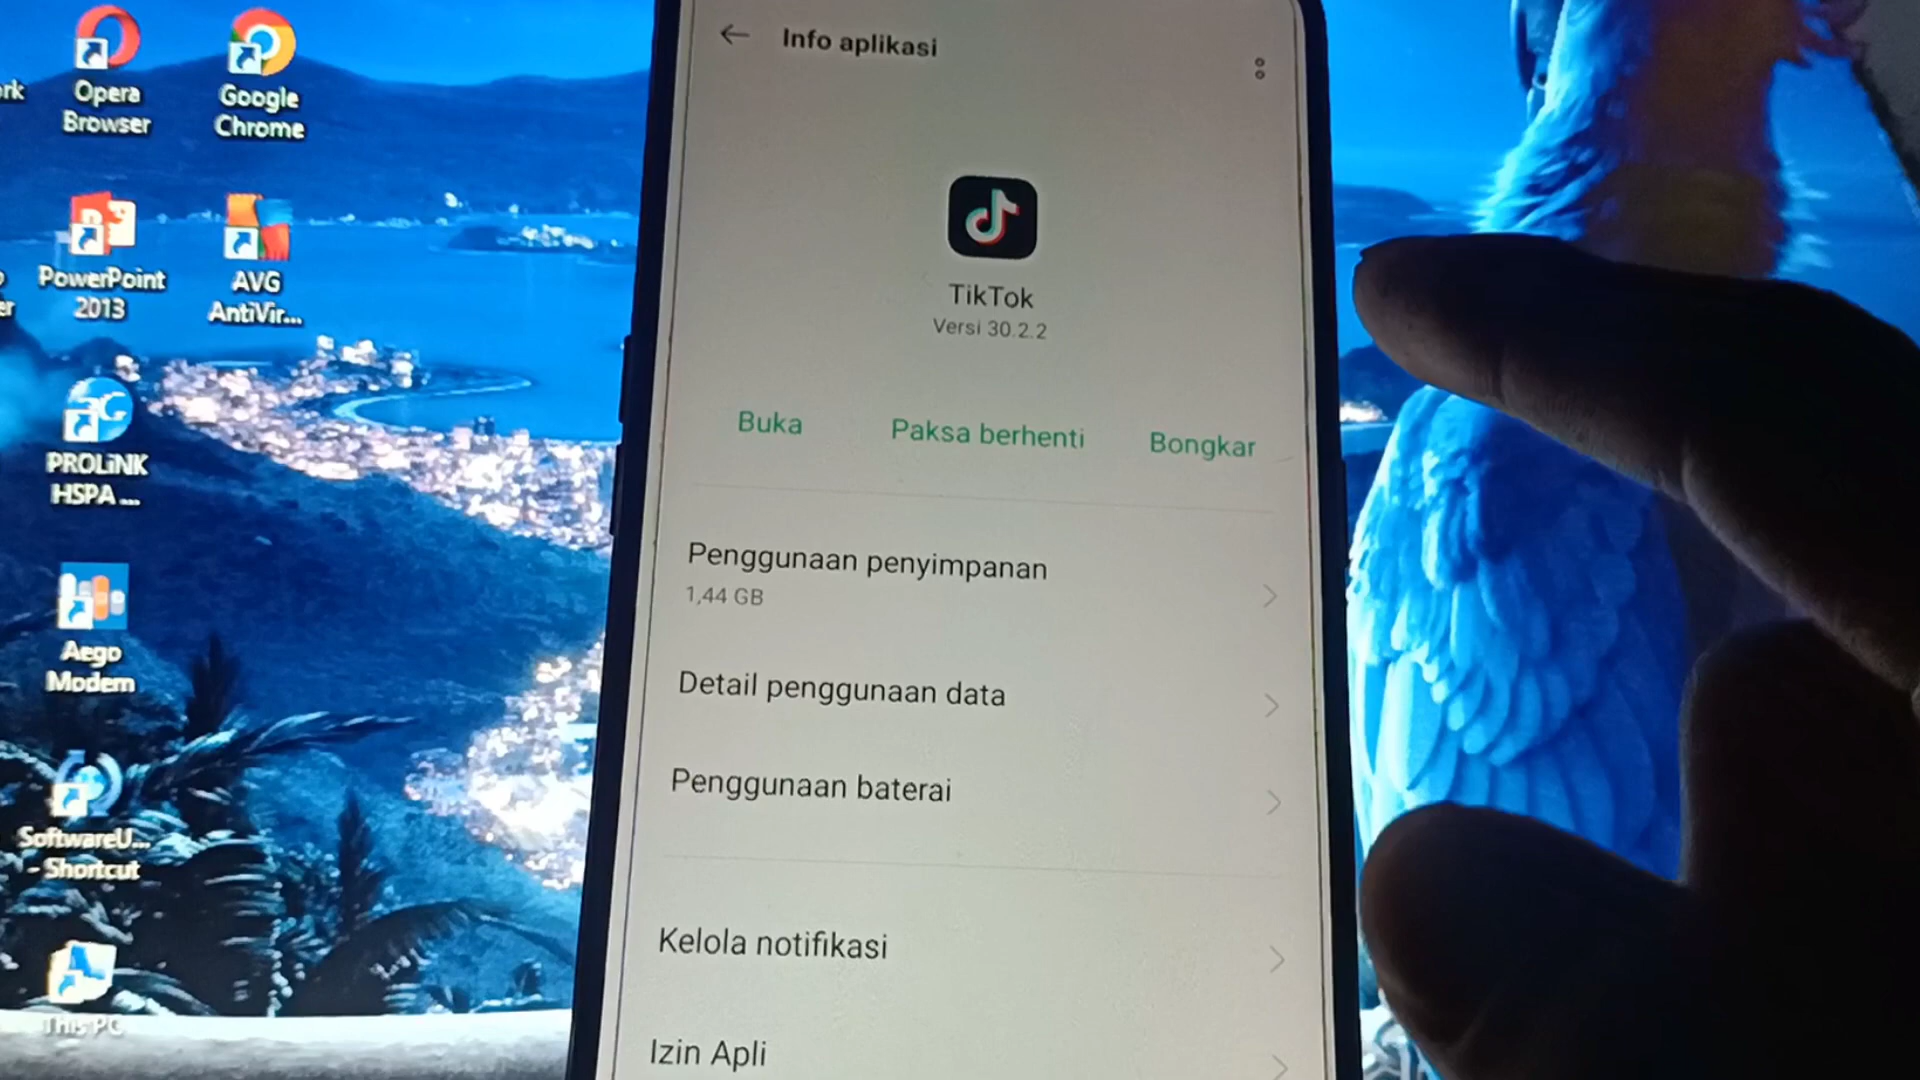 Opera
Browser
Google
Chrome
PowerPoint
2013
AVG
AntiVir...
PROLiNK
HSPA ...
Aego
Modem
SoftwareU...
- Shortcut
This PC
Info aplikasi
TikTok
Versi 30.2.2
Buka
Paksa berhenti
Bongkar
Penggunaan penyimpanan
1,44 GB
Detail penggunaan data
Penggunaan baterai
Kelola notifikasi
Izin Apli